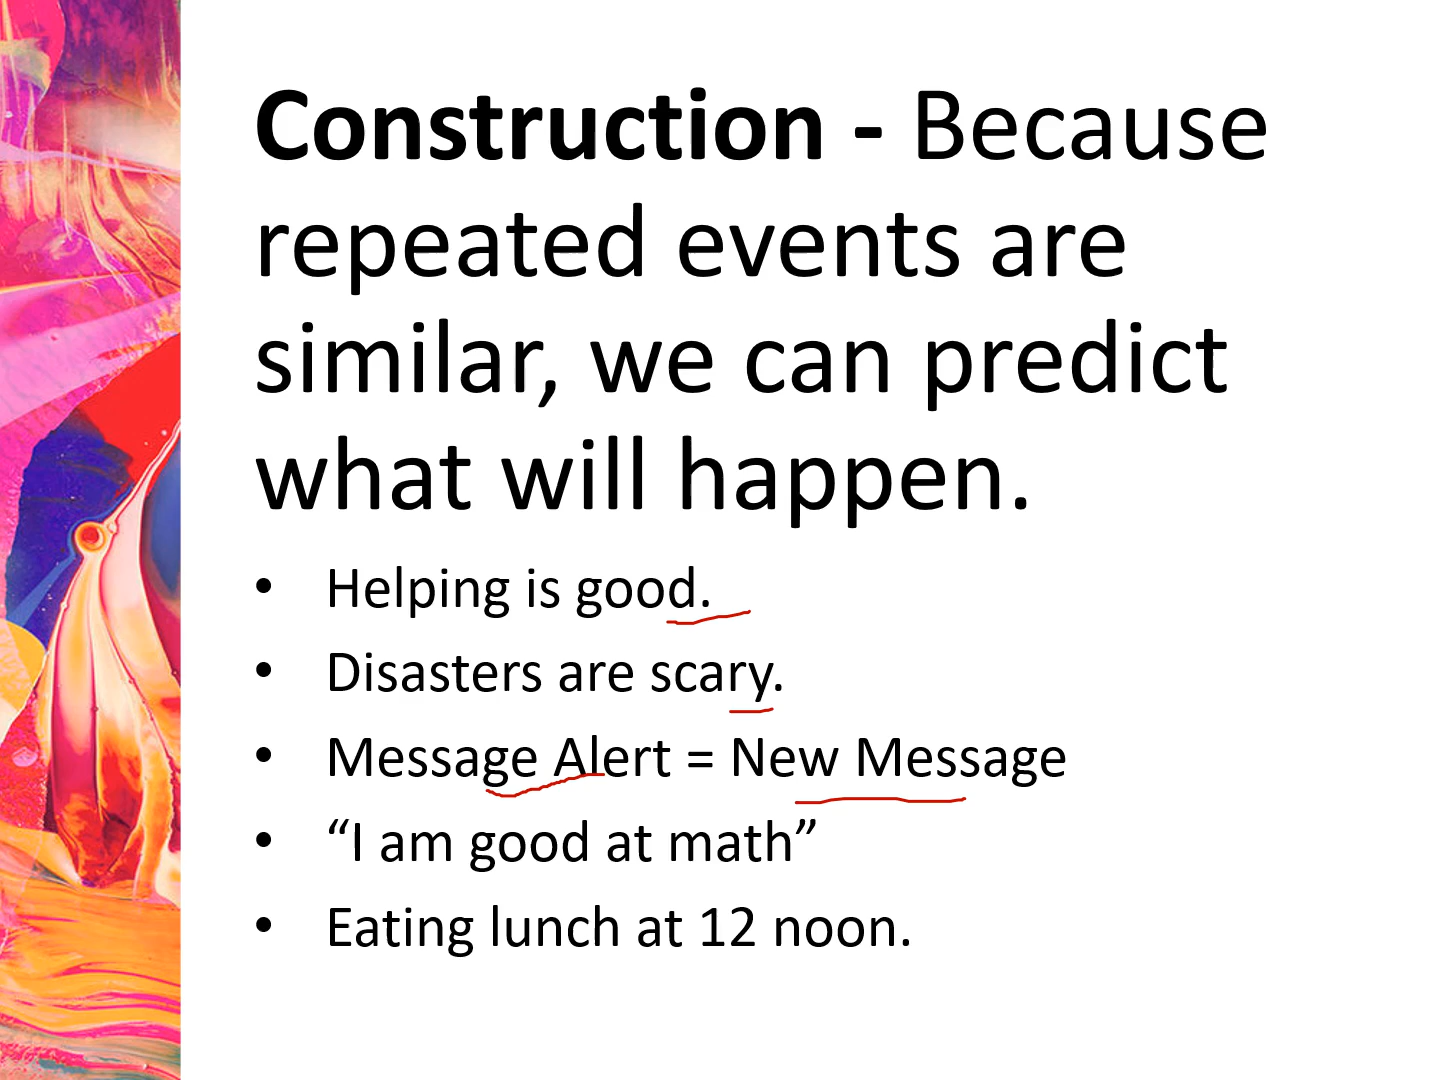 Construction - Because
repeated events are
similar, we can predict
what will happen.
• Helping is good.
• Disasters are scary.
• Message Alert = New Message
• “I am good at math”
• Eating lunch at 12 noon.